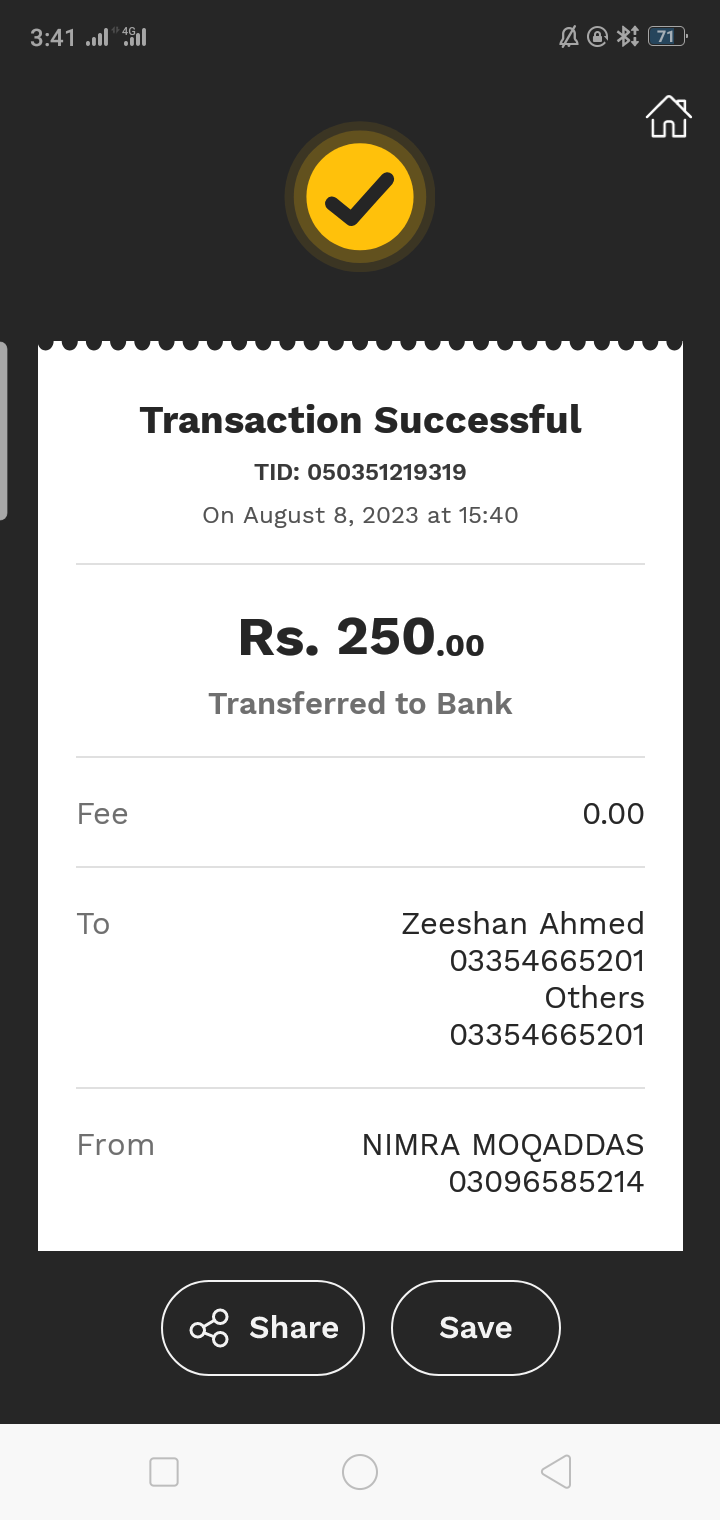 3:41 4G 71
Transaction Successful
TID: 050351219319
On August 8, 2023 at 15:40
Rs. 250.00
Transferred to Bank
Fee 0.00
To Zeeshan Ahmed
03354665201
Others
03354665201
From NIMRA MOQADDAS
03096585214
Share Save